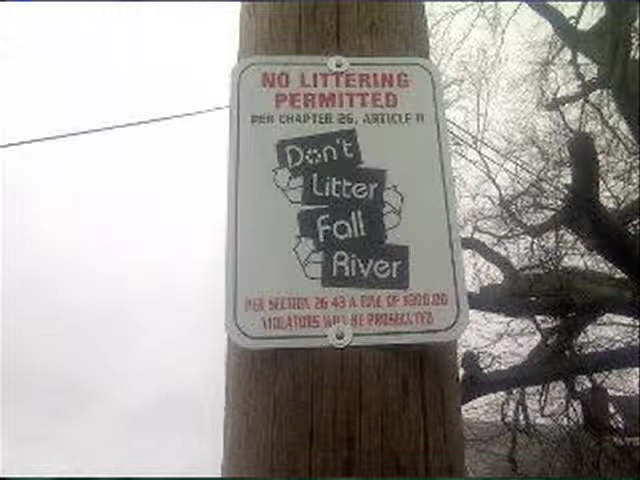 NO LITTERING
PERMITTED
PER CHAPTER 26, ARTICLE II
Don't
Litter
Fall
River
PER SECTION 26 43 A FINE OF $300.00
VIOLATORS WILL BE PROSECUTED